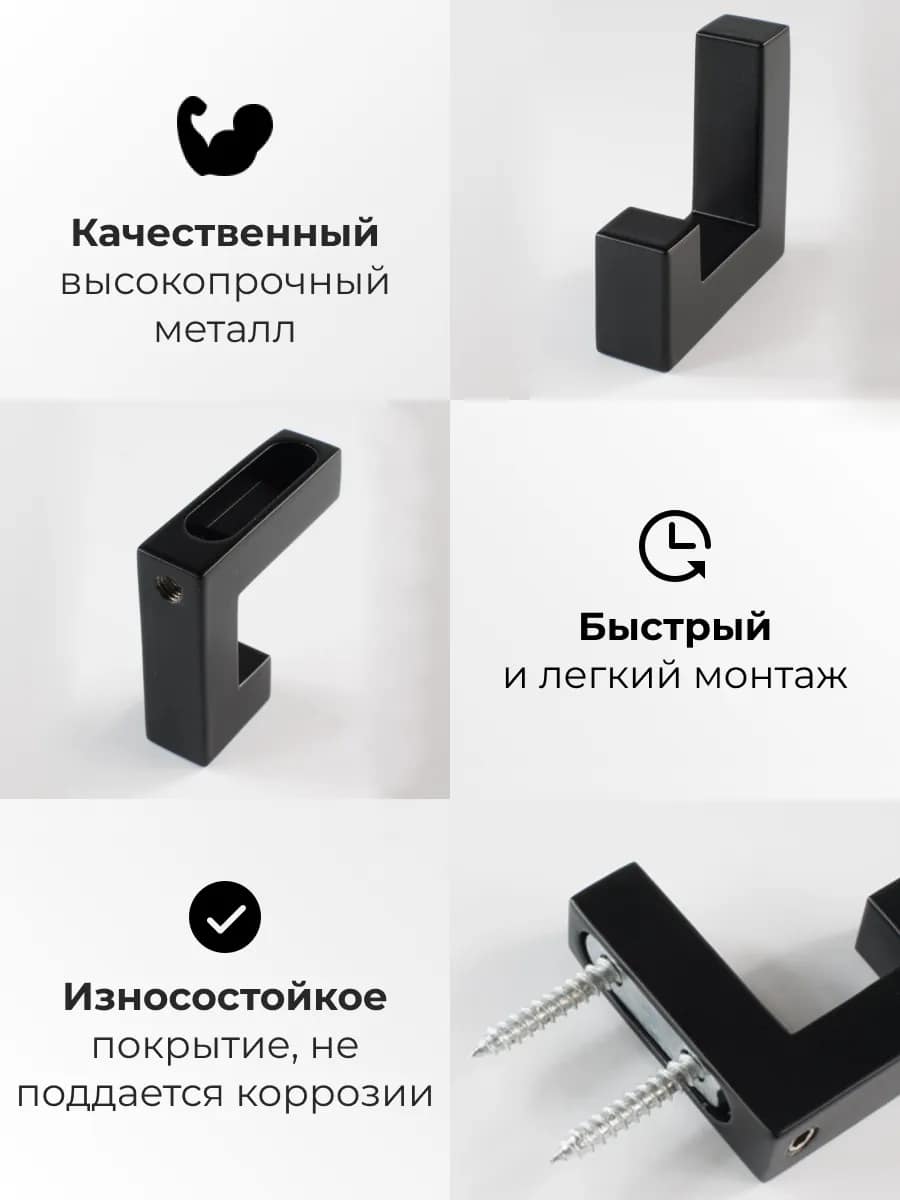 Качественный
высокопрочный
металл
Быстрый
и легкий монтаж
Износостойкое
покрытие, не
поддается коррозии